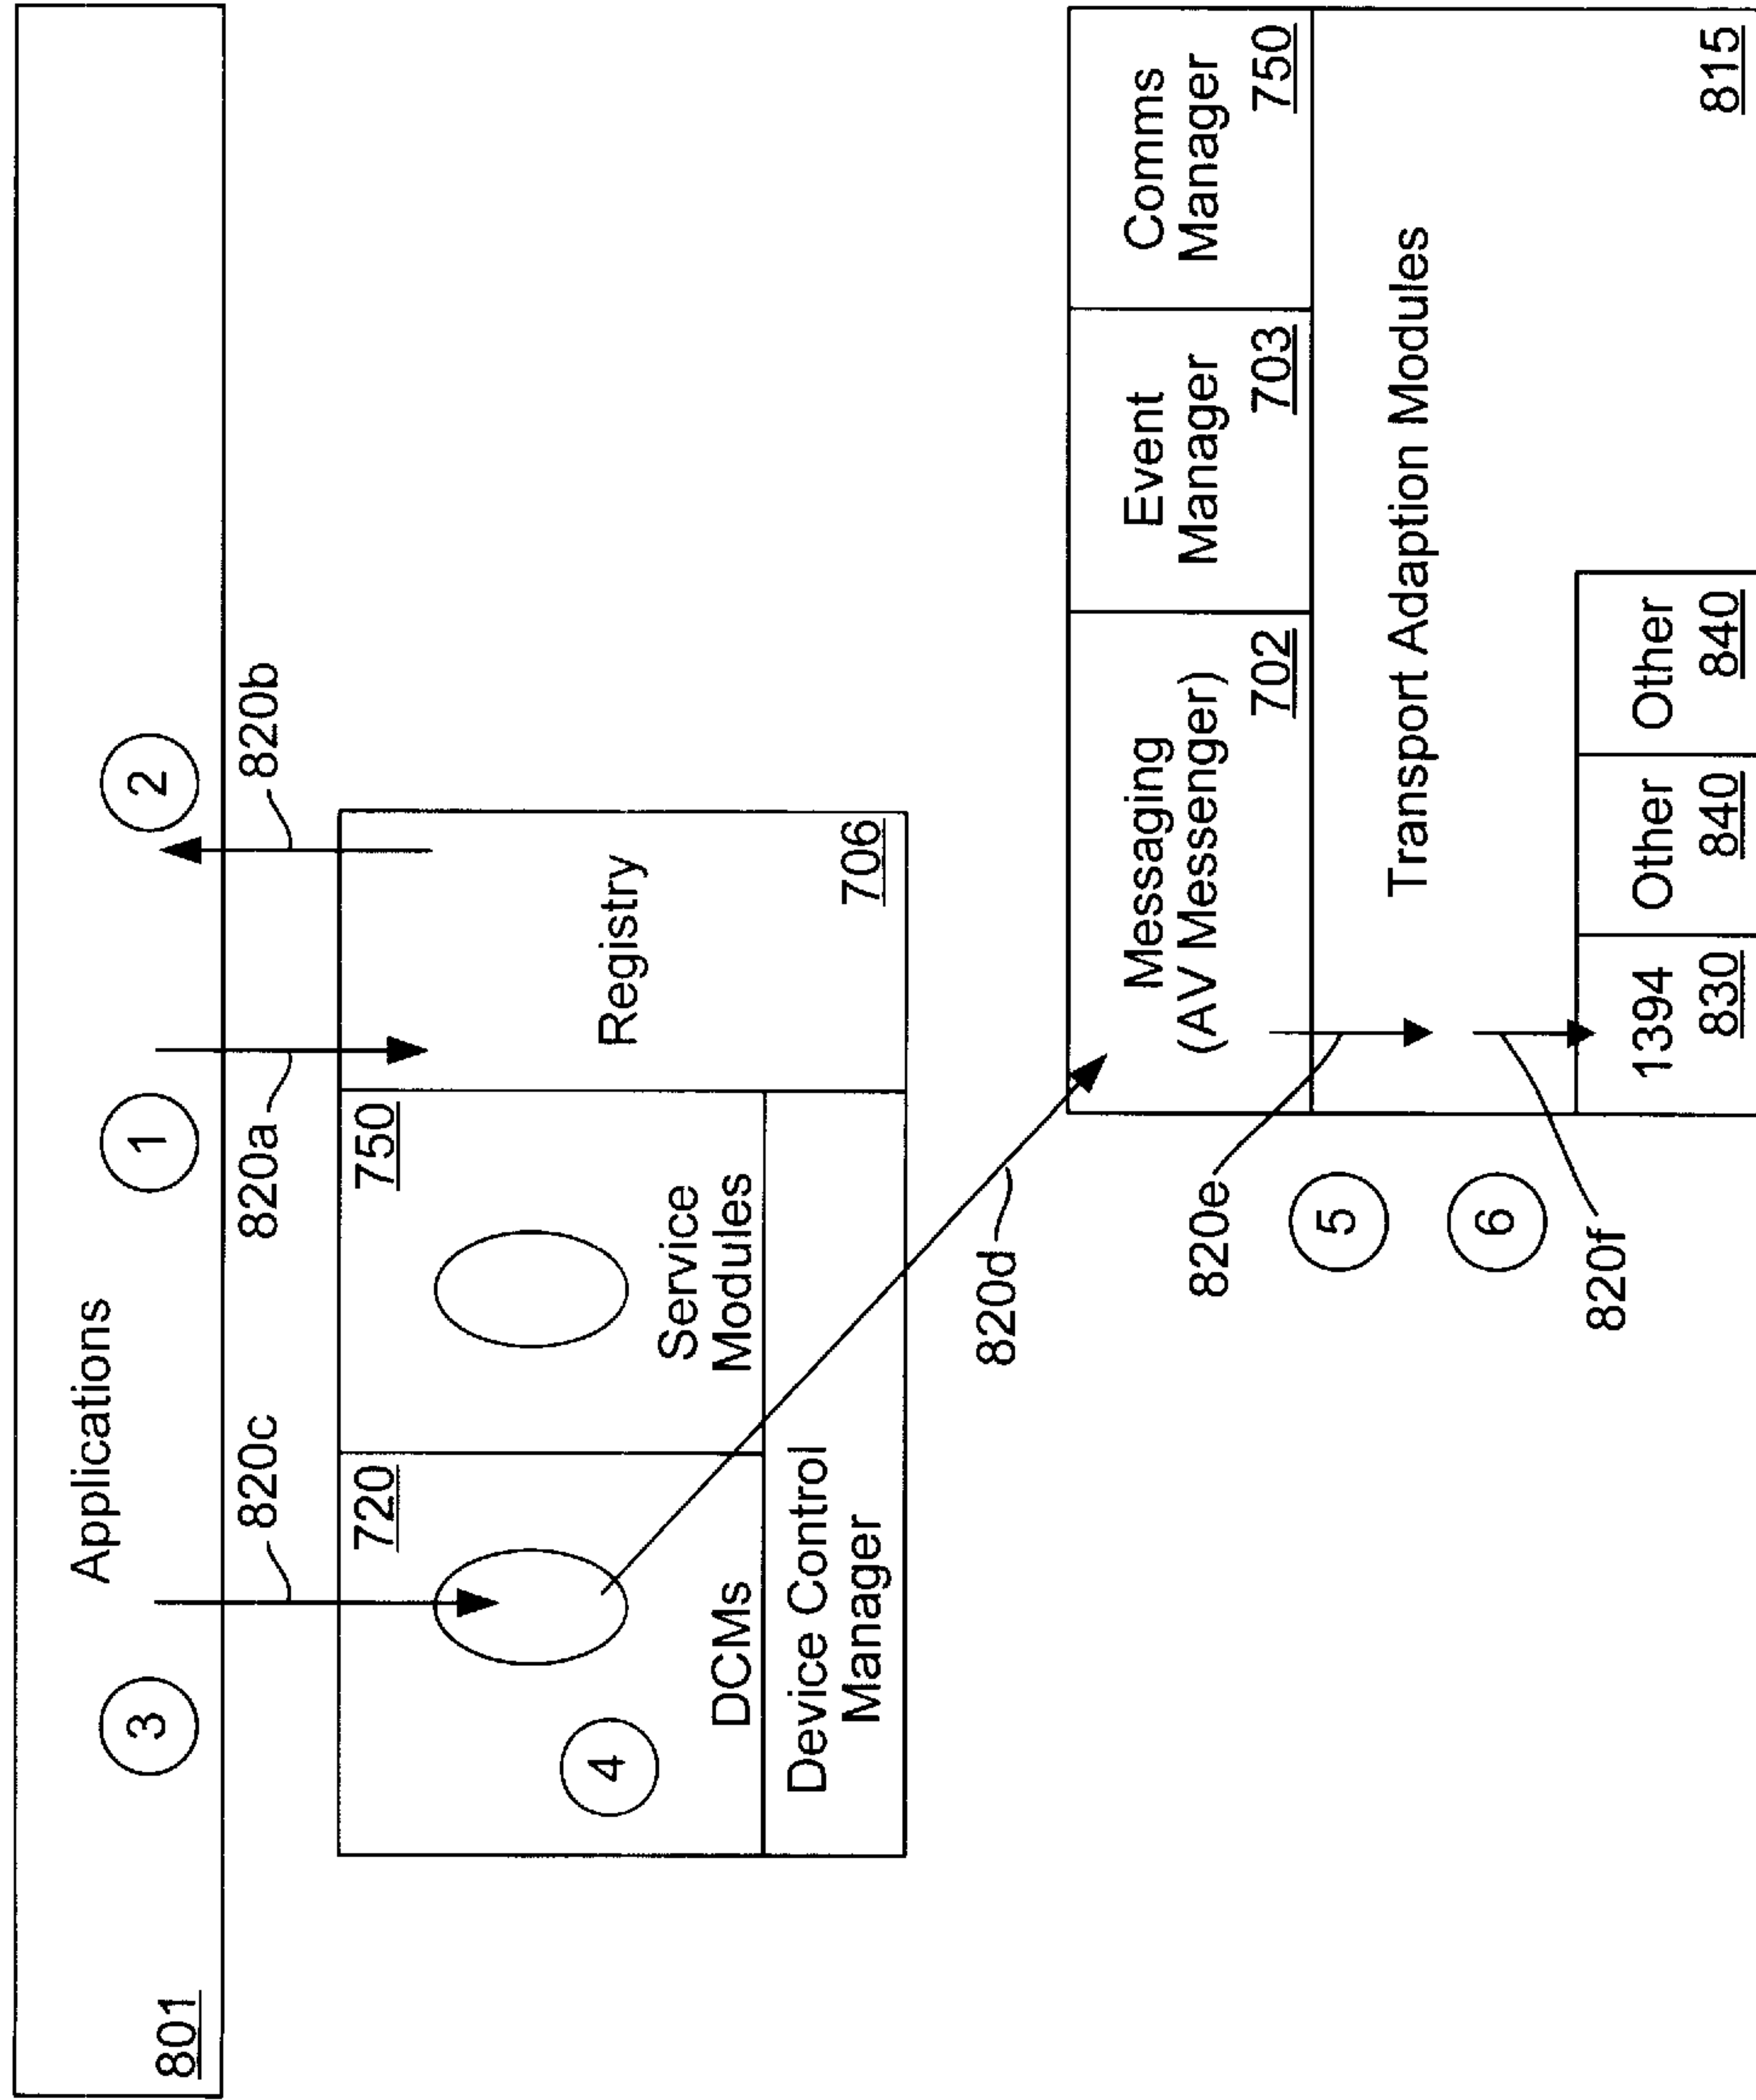 Applications
801
3
1
2
820c
820a
820b
720
750
4
DCMs
Service
Modules
Registry
706
Device Control
Manager
820d
Messaging
(AV Messenger)
702
Event
Manager
703
Comms
Manager
750
820e
5
6
820f
Transport Adaption Modules
1394
830
Other
840
Other
840
815